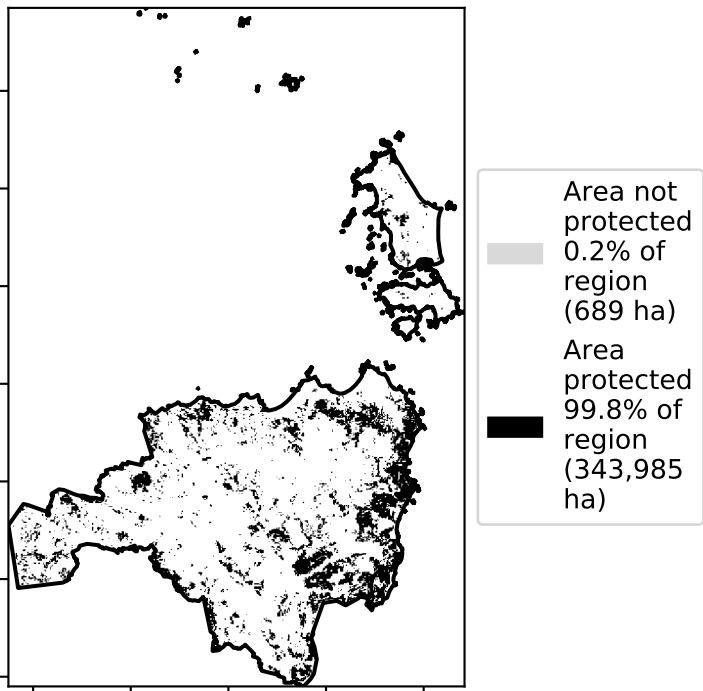 Area not
protected
0.2% of
region
(689 ha)
Area
protected
99.8% of
region
(343,985
ha)